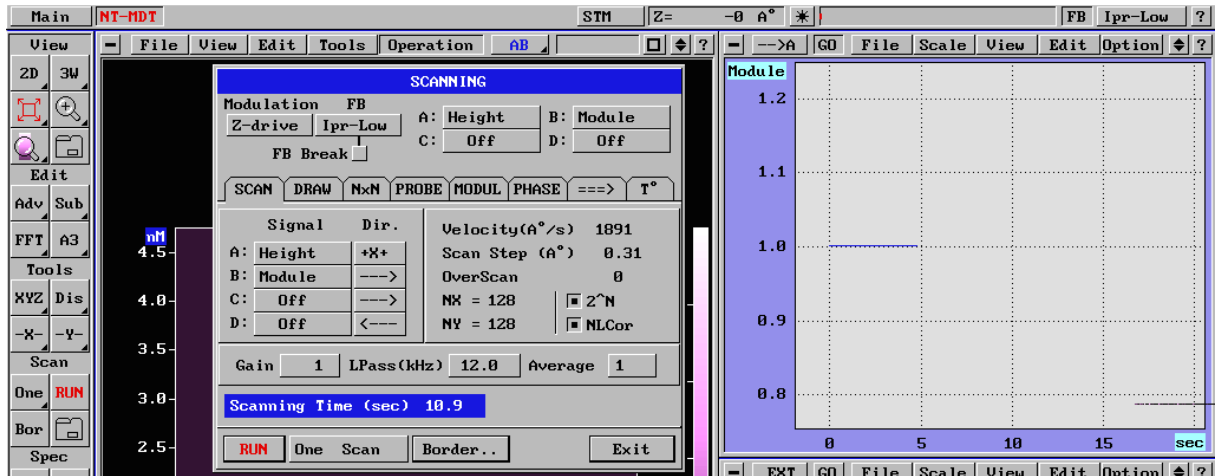 Main NT-MDT STM Z= -0 A° FB Ipr-Low ?
View - File View Edit Tools Operation AB ? - -->A GO File Scale View Edit Option ?
2D 3W
Edit
Adv Sub
FFT A3
Tools
XYZ Dis
-X- -Y-
Scan
One RUN
Bor
Spec
nM
4.5-
4.0-
3.5-
3.0-
2.5-
SCANNING
Modulation FB
Z-drive Ipr-Low
FB Break
A: Height B: Module
C: Off D: Off
SCAN DRAW NxN PROBE MODUL PHASE ===> T°
Signal Dir.
A: Height +X+
B: Module --->
C: Off --->
D: Off <---
Velocity(A°/s) 1891
Scan Step (A°) 0.31
OverScan 0
NX = 128 2^N
NY = 128 NLCor
Gain 1 LPass(kHz) 12.0 Average 1
Scanning Time (sec) 10.9
RUN One Scan Border.. Exit
Module
1.2
1.1
1.0
0.9
0.8
0 5 10 15 sec
- EXT GO File Scale View Edit Option ?